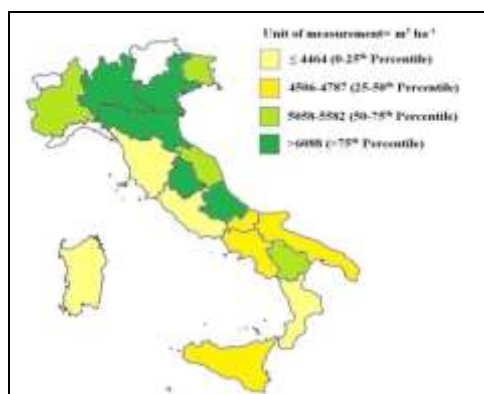 Unit of measurement= m³ ha⁻¹
≤ 4464 (0-25th Percentile)
4506-4787 (25-50th Percentile)
5058-5582 (50-75th Percentile)
>6088 (>75th Percentile)